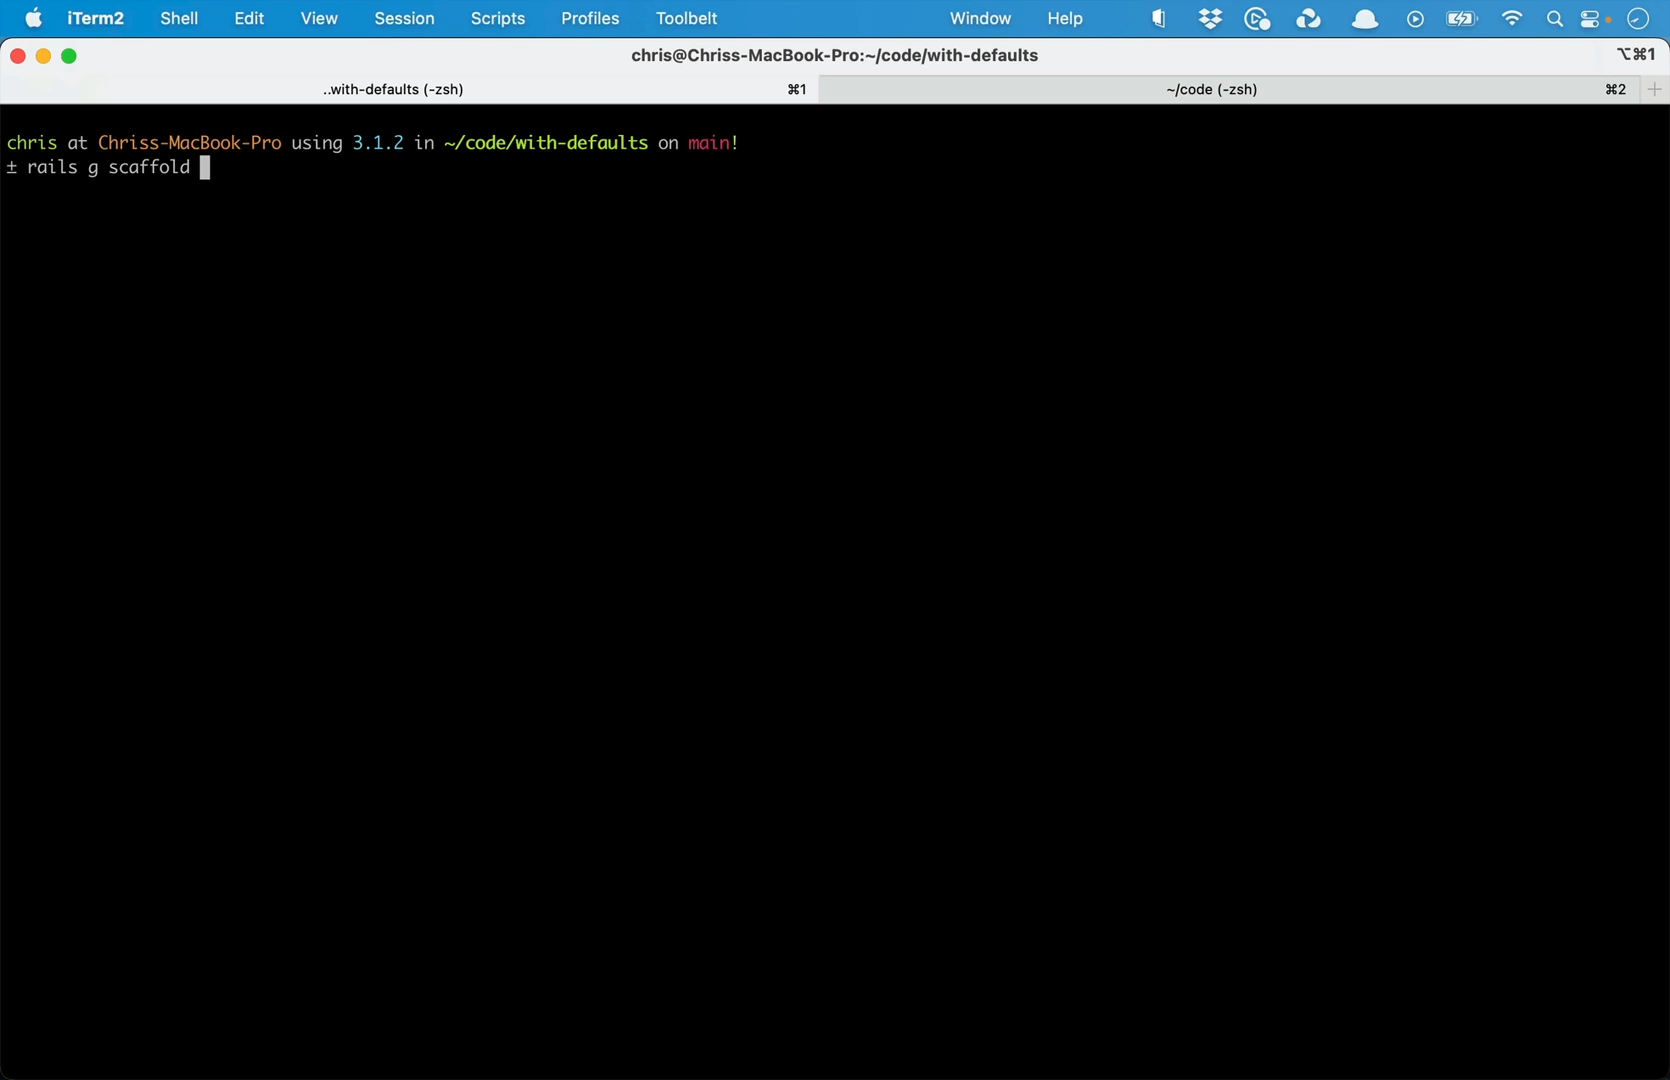 iTerm2 Shell Edit View Session Scripts Profiles Toolbelt Window Help
chris@Chriss-MacBook-Pro:~/code/with-defaults ⌥⌘1
..with-defaults (-zsh) ⌘1 ~/code (-zsh) ⌘2
chris at Chriss-MacBook-Pro using 3.1.2 in ~/code/with-defaults on main!
± rails g scaffold